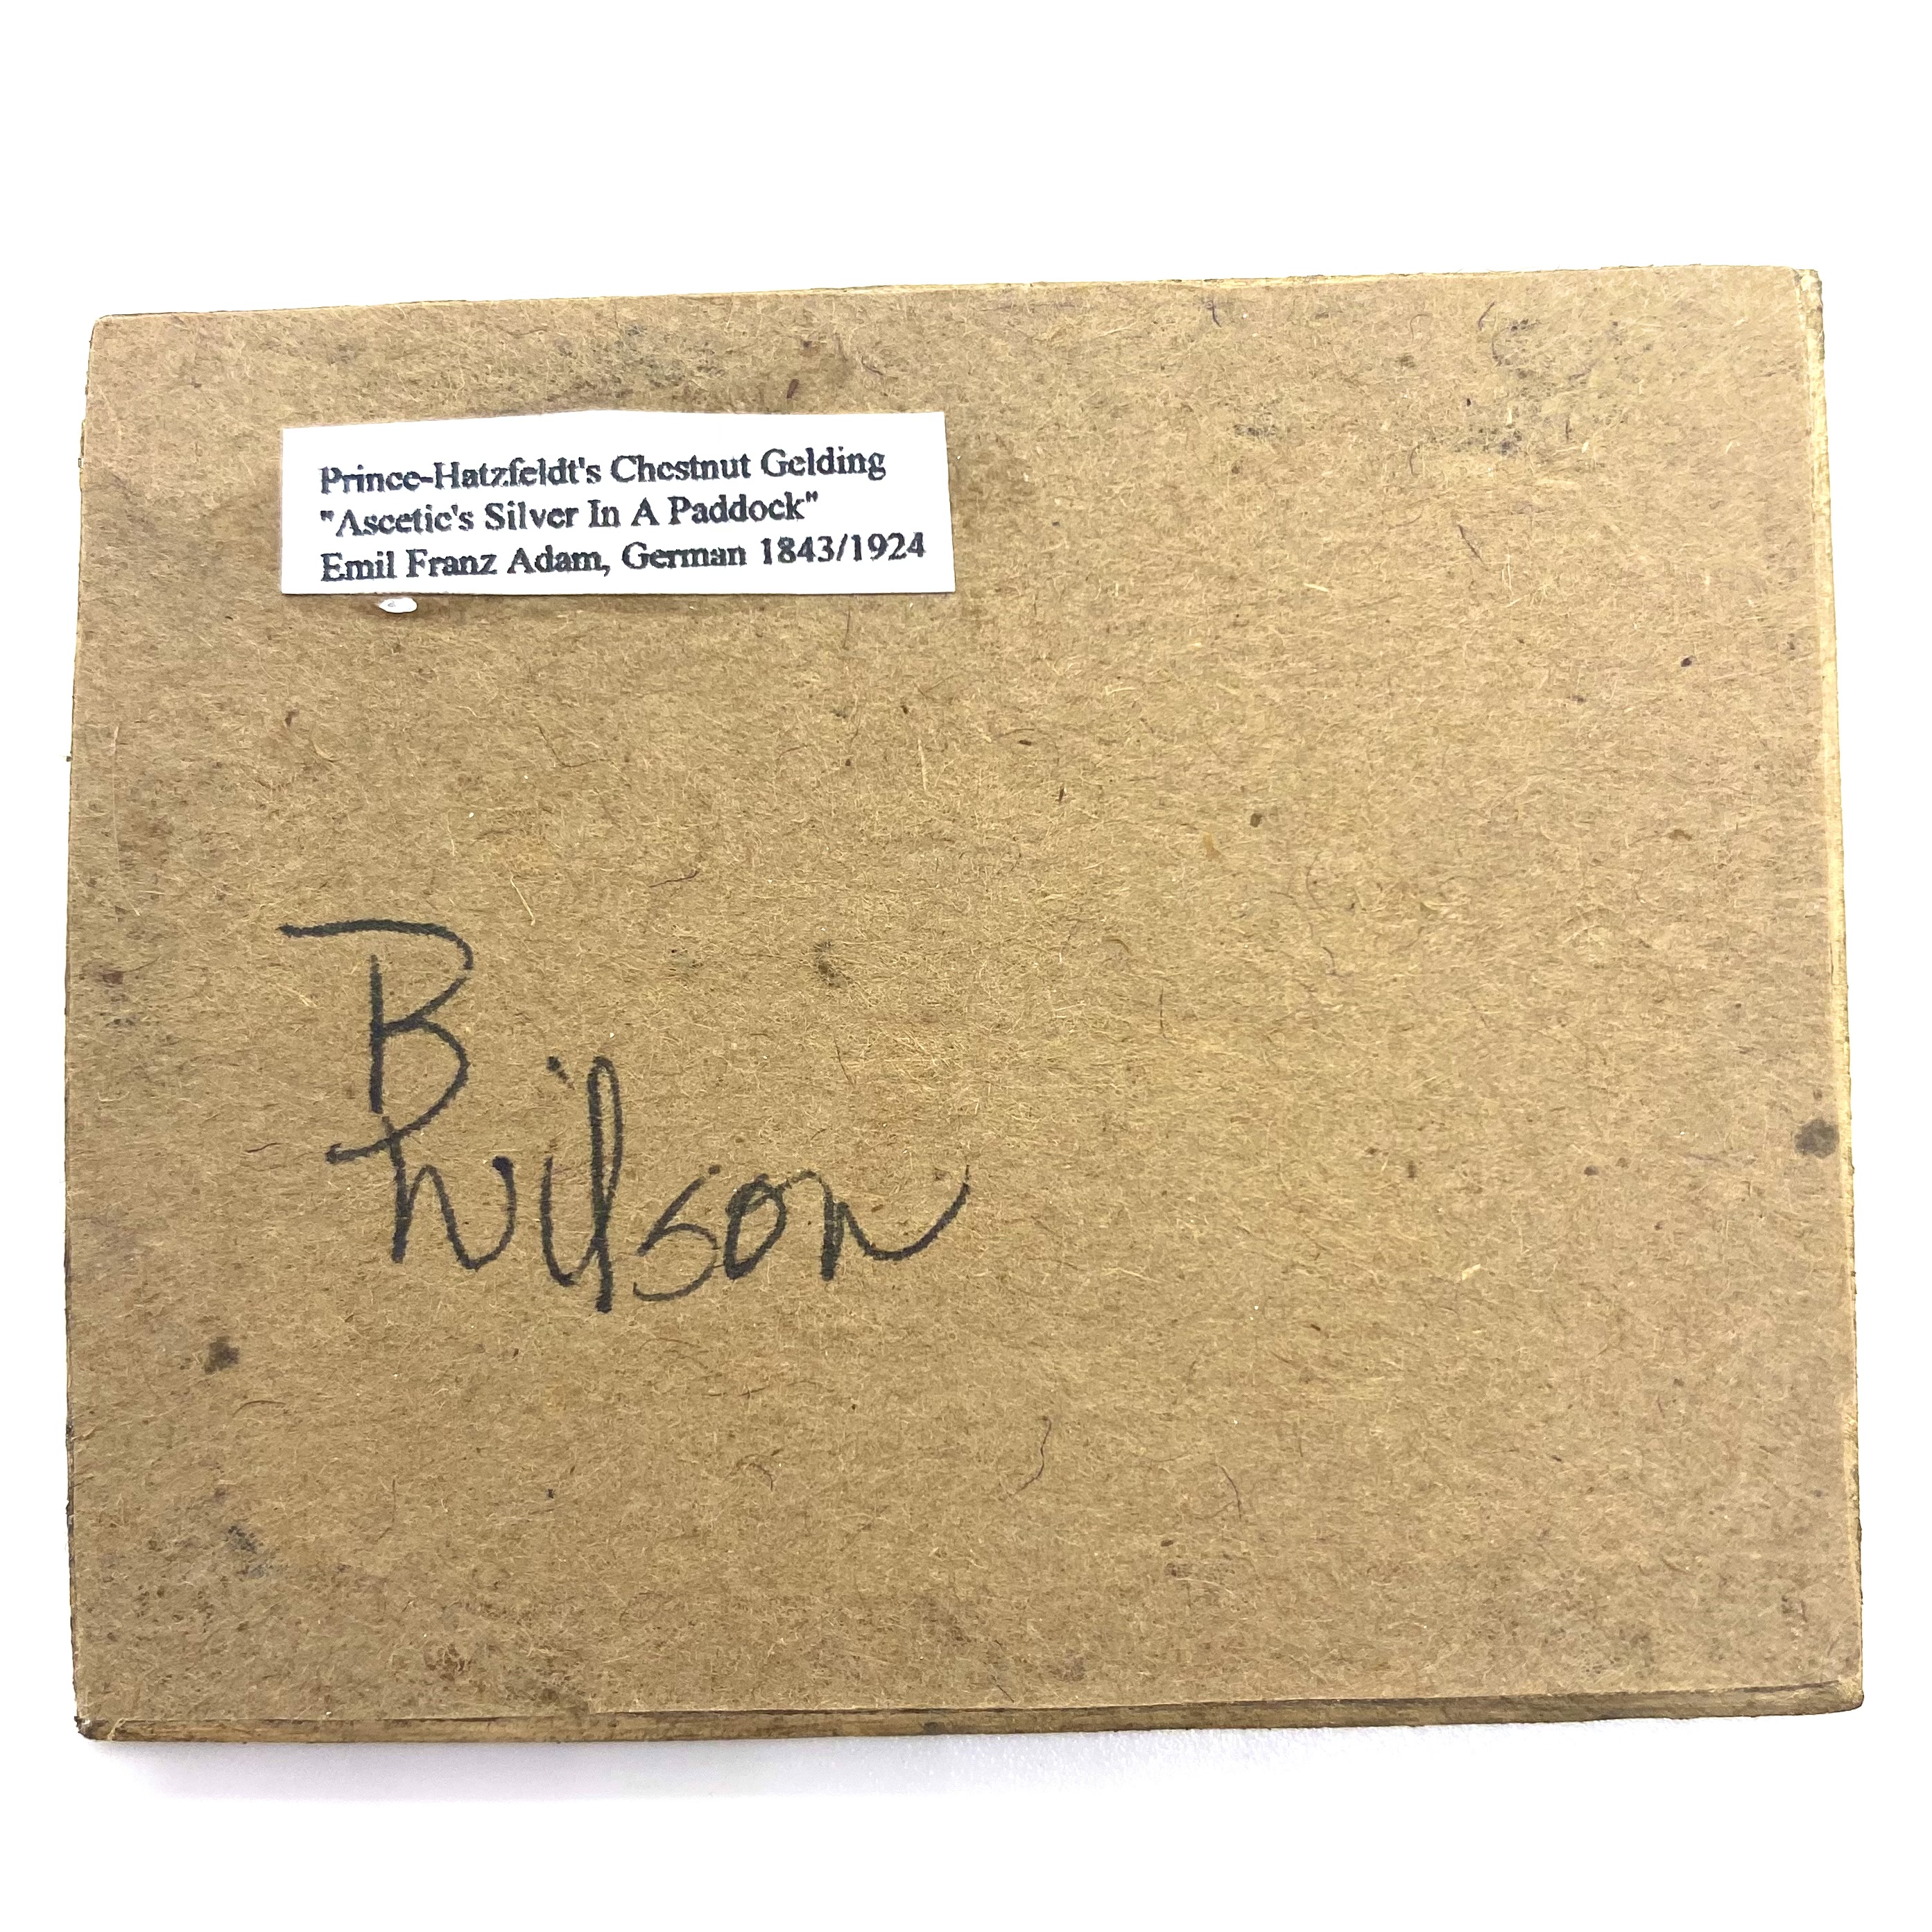 Prince-Hatzfeldt's Chestnut Gelding
"Ascetic's Silver In A Paddock"
Emil Franz Adam, German 1843/1924
B
Wilson